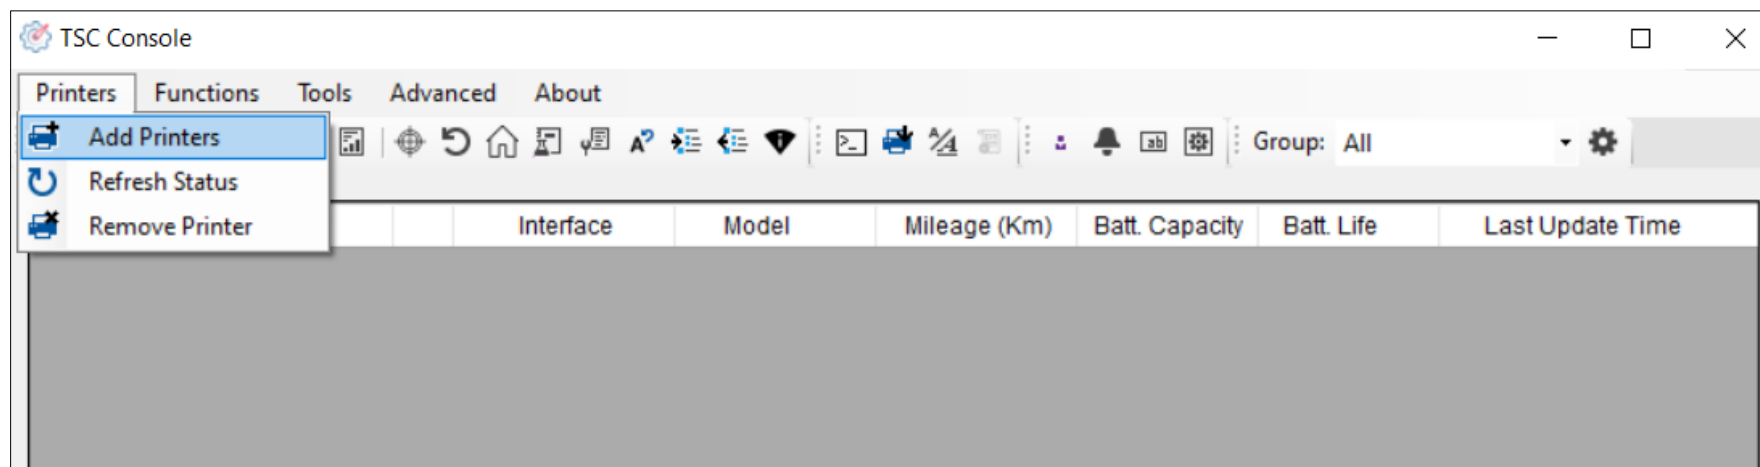 TSC Console
Printers Functions Tools Advanced About
Add Printers
Group: All
Refresh Status
Remove Printer
Interface Model Mileage (Km) Batt. Capacity Batt. Life Last Update Time